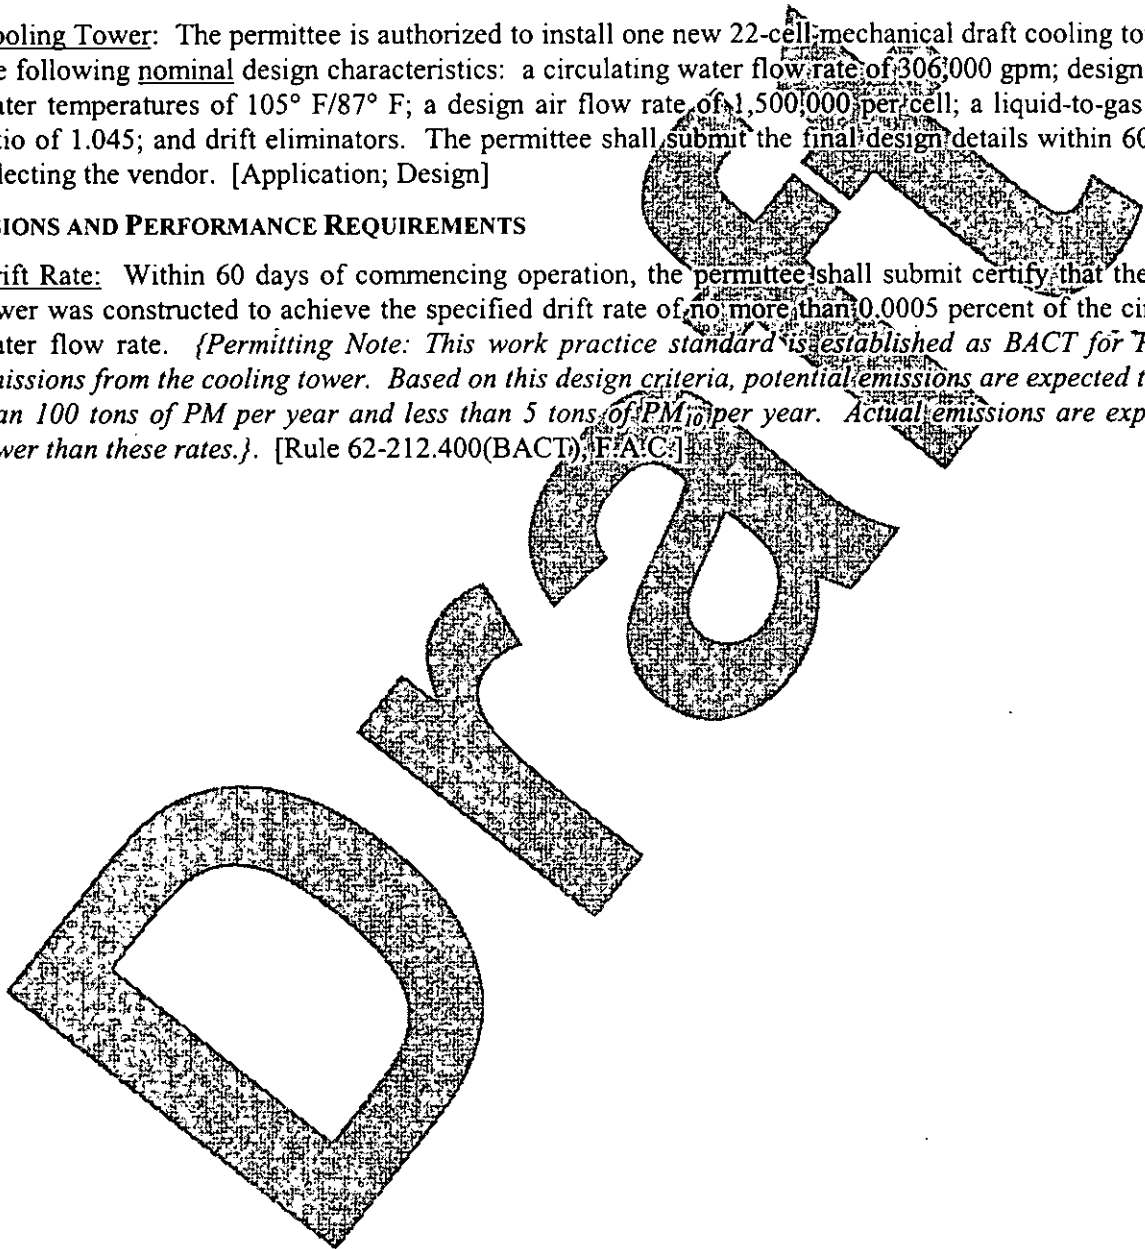 ooling Tower: The permittee is authorized to install one new 22-cell mechanical draft cooling to
e following nominal design characteristics: a circulating water flow rate of 306,000 gpm; design
ater temperatures of 105° F/87° F; a design air flow rate of 1,500,000 per cell; a liquid-to-gas
tio of 1.045; and drift eliminators. The permittee shall submit the final design details within 60
lecting the vendor. [Application; Design]
SIONS AND PERFORMANCE REQUIREMENTS
rift Rate: Within 60 days of commencing operation, the permittee shall submit certify that the
wer was constructed to achieve the specified drift rate of no more than 0.0005 percent of the ci
ater flow rate. {Permitting Note: This work practice standard is established as BACT for P
nissions from the cooling tower. Based on this design criteria, potential emissions are expected t
an 100 tons of PM per year and less than 5 tons of PM10 per year. Actual emissions are exp
wer than these rates.}. [Rule 62-212.400(BACT), F.A.C.]
Draft